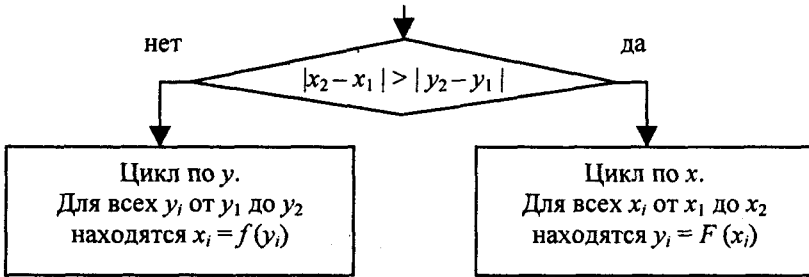 нет
да
|x₂ – x₁| > |y₂ – y₁|
Цикл по y.
Для всех yᵢ от y₁ до y₂
находятся xᵢ = f(yᵢ)
Цикл по x.
Для всех xᵢ от x₁ до x₂
находятся yᵢ = F (xᵢ)